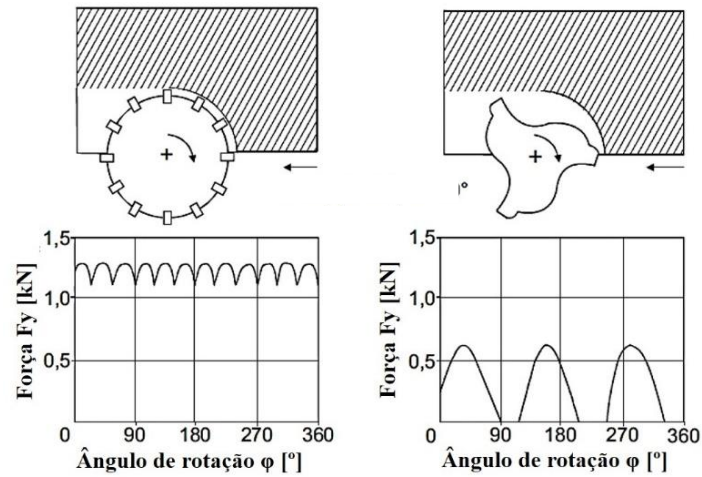 +
+
)°
1,5
1,0
0,5
0 90 180 270 360
Força Fy [kN]
Ângulo de rotação φ [º]
1,5
1,0
0,5
0 90 180 270 360
Força Fy [kN]
Ângulo de rotação φ [º]